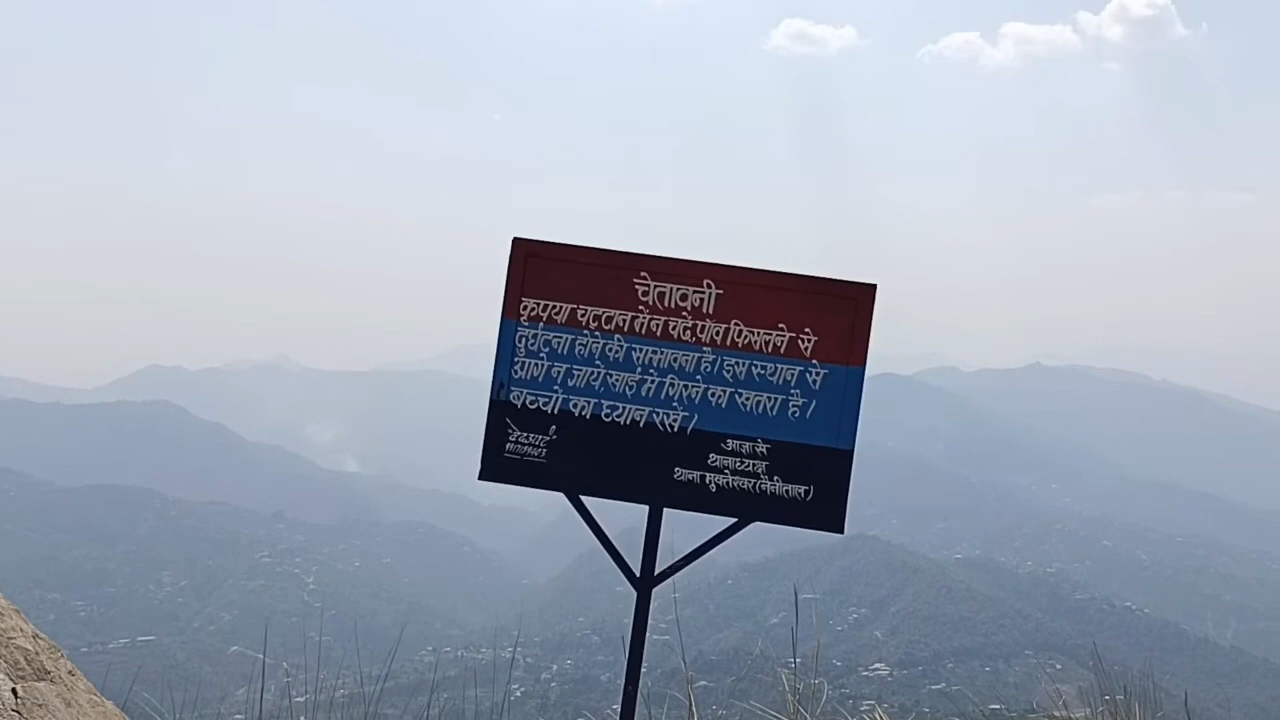 चेतावनी
कृपया चट्टान में न चढ़ें, पॉव फिसलने से
दुर्घटना होने की सम्भावना है। इस स्थान से
आगे न जायें, खाई में गिरने का खतरा है।
बच्चों का ध्यान रखें।
आज्ञा से
थानाध्यक्ष
थाना मुक्तेश्वर (नैनीताल)